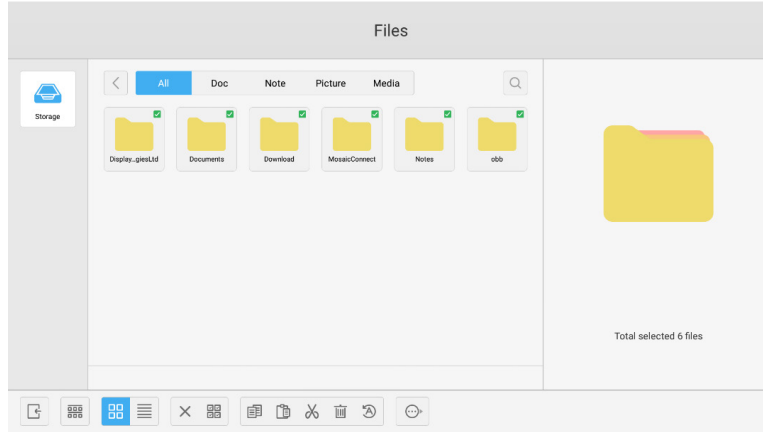 Files
Storage
All Doc Note Picture Media
Display...giesLtd Documents Download MosaicConnect Notes obb
Total selected 6 files